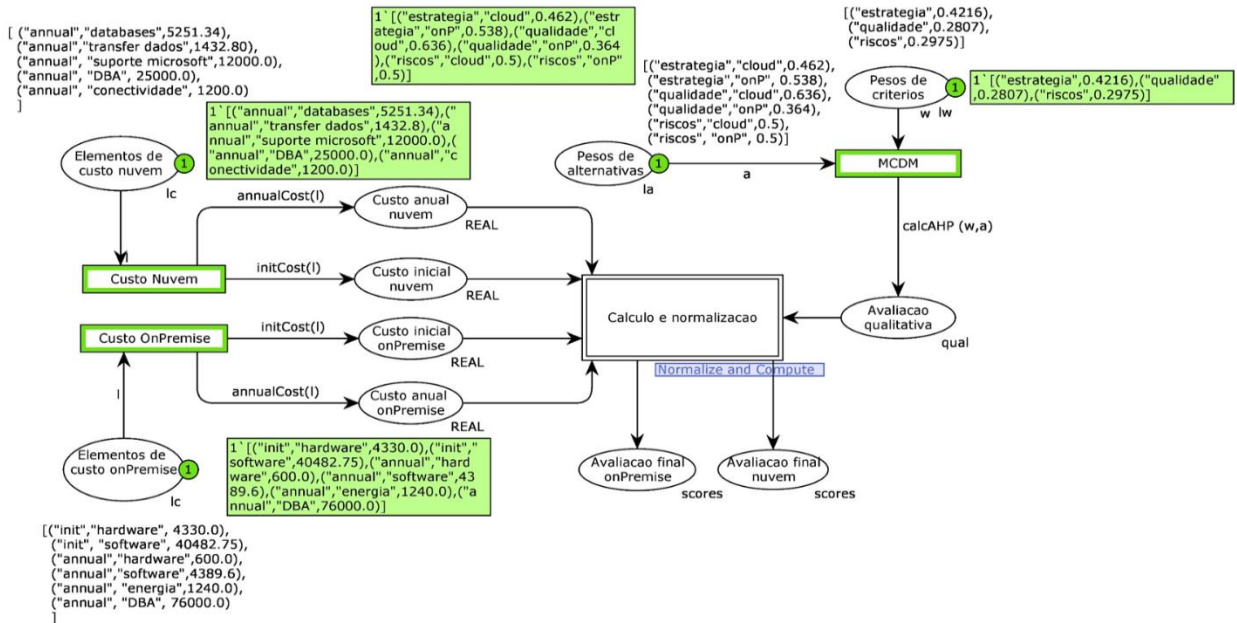 [ ("annual","databases",5251.34),
("annual","transfer dados",1432.80),
("annual", "suporte microsoft",12000.0),
("annual", "DBA", 25000.0),
("annual", "conectividade", 1200.0)
]
1`[("estrategia","cloud",0.462),("estr
ategia","onP",0.538),("qualidade","cl
oud",0.636),("qualidade","onP",0.364
),("riscos","cloud",0.5),("riscos","onP"
,0.5)]
[("estrategia",0.4216),
("qualidade",0.2807),
("riscos",0.2975)]
[("estrategia","cloud",0.462),
("estrategia","onP", 0.538),
("qualidade","cloud",0.636),
("qualidade","onP",0.364),
("riscos","cloud",0.5),
("riscos", "onP", 0.5)]
Pesos de
criterios
1
w lw
1`[("estrategia",0.4216),("qualidade"
,0.2807),("riscos",0.2975)]
1`[("annual","databases",5251.34),("
annual","transfer dados",1432.8),("a
nnual","suporte microsoft",12000.0),(
"annual","DBA",25000.0),("annual","c
onectividade",1200.0)]
Elementos de
custo nuvem
1
lc
Pesos de
alternativas
1
la
a
MCDM
annualCost(l)
Custo anual
nuvem
REAL
calcAHP (w,a)
l
Custo Nuvem
initCost(l)
Custo inicial
nuvem
REAL
Calculo e normalizacao
Avaliacao
qualitativa
qual
Custo OnPremise
initCost(l)
Custo inicial
onPremise
REAL
Normalize and Compute
l
annualCost(l)
Custo anual
onPremise
REAL
Elementos de
custo onPremise
1
lc
1`[("init","hardware",4330.0),("init","
software",40482.75),("annual","hard
ware",600.0),("annual","software",43
89.6),("annual","energia",1240.0),("a
nnual","DBA",76000.0)]
Avaliacao final
onPremise
scores
Avaliacao final
nuvem
scores
[("init","hardware", 4330.0),
("init", "software", 40482.75),
("annual","hardware",600.0),
("annual","software",4389.6),
("annual", "energia",1240.0),
("annual", "DBA", 76000.0)
]